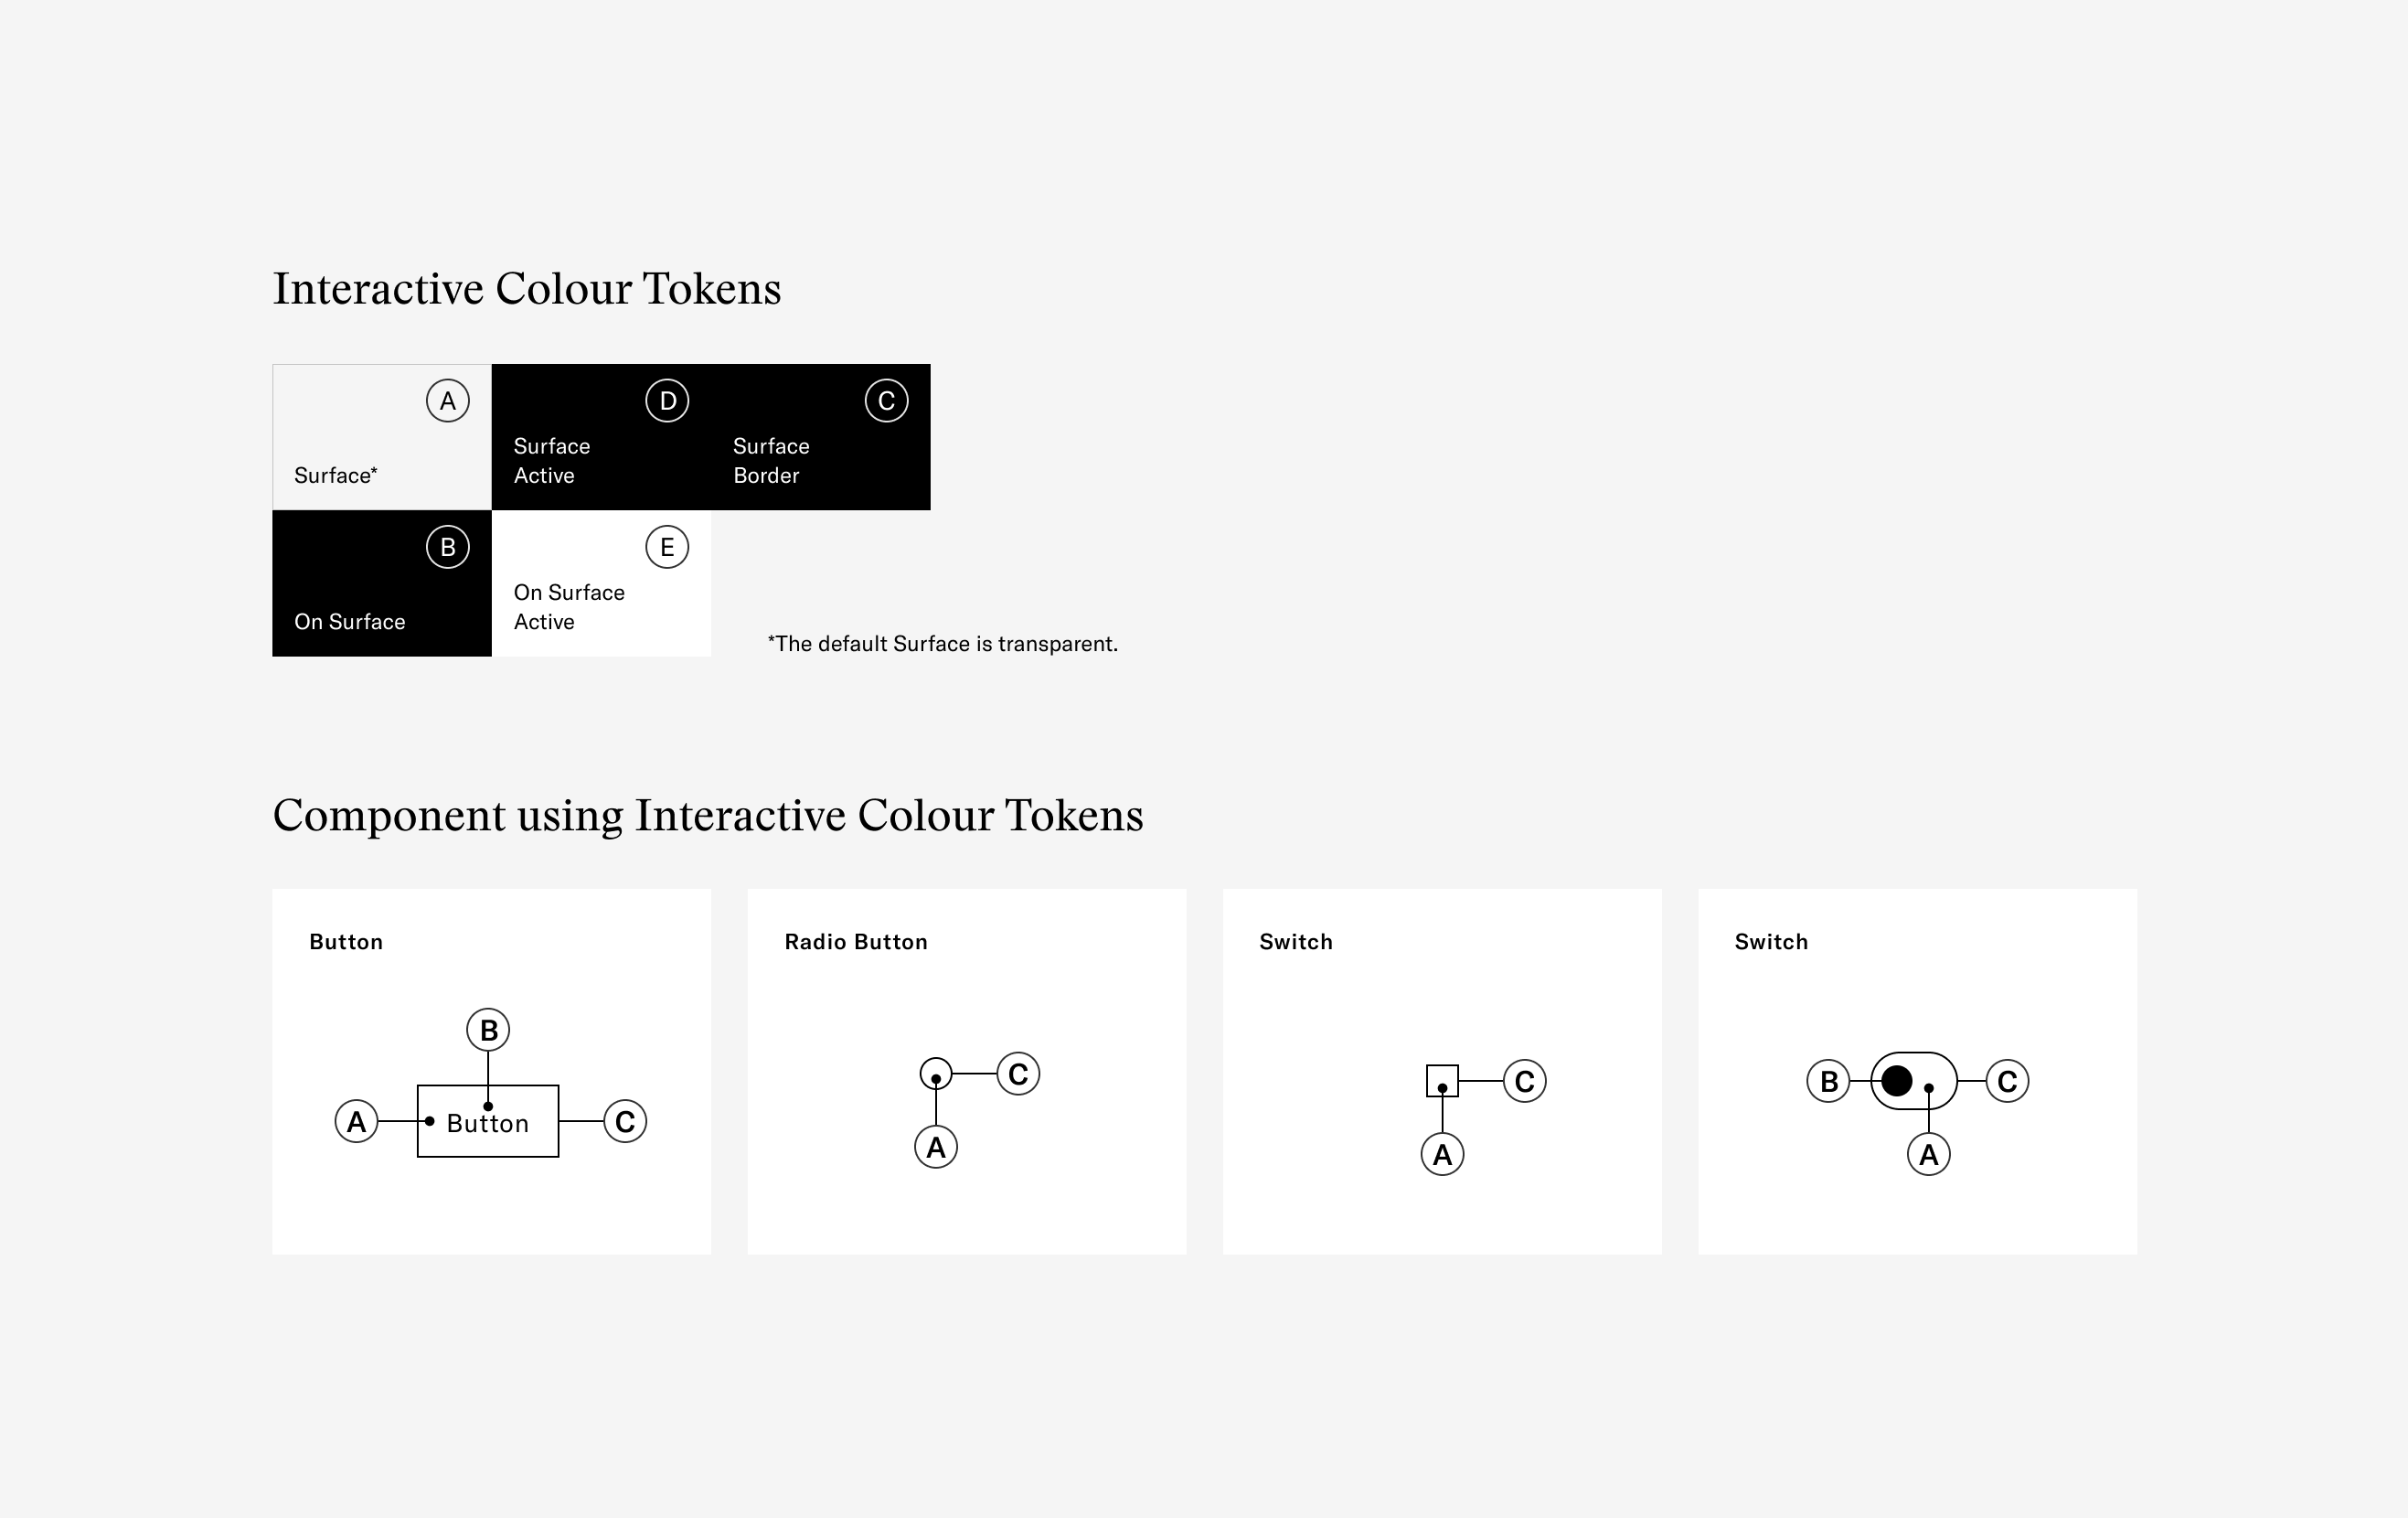 Interactive Colour Tokens
A
Surface*
D
Surface
Active
C
Surface
Border
B
On Surface
E
On Surface
Active
*The default Surface is transparent.
Component using Interactive Colour Tokens
Button
B
A
Button
C
Radio Button
C
A
Switch
C
A
Switch
B
C
A